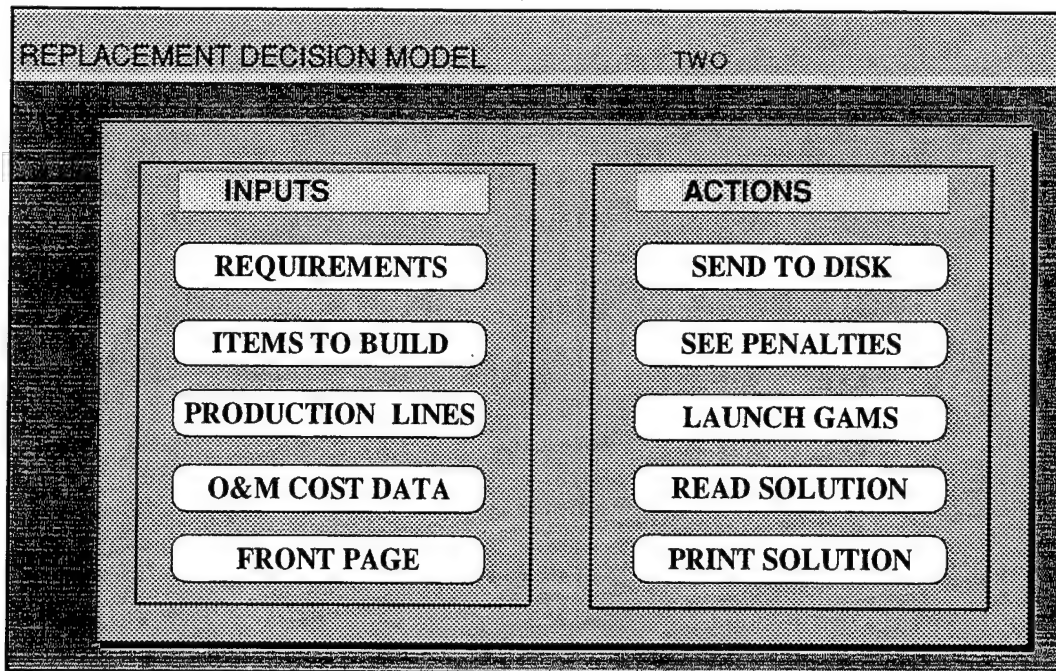 REPLACEMENT DECISION MODEL TWO
INPUTS
REQUIREMENTS
ITEMS TO BUILD
PRODUCTION LINES
O&M COST DATA
FRONT PAGE
ACTIONS
SEND TO DISK
SEE PENALTIES
LAUNCH GAMS
READ SOLUTION
PRINT SOLUTION